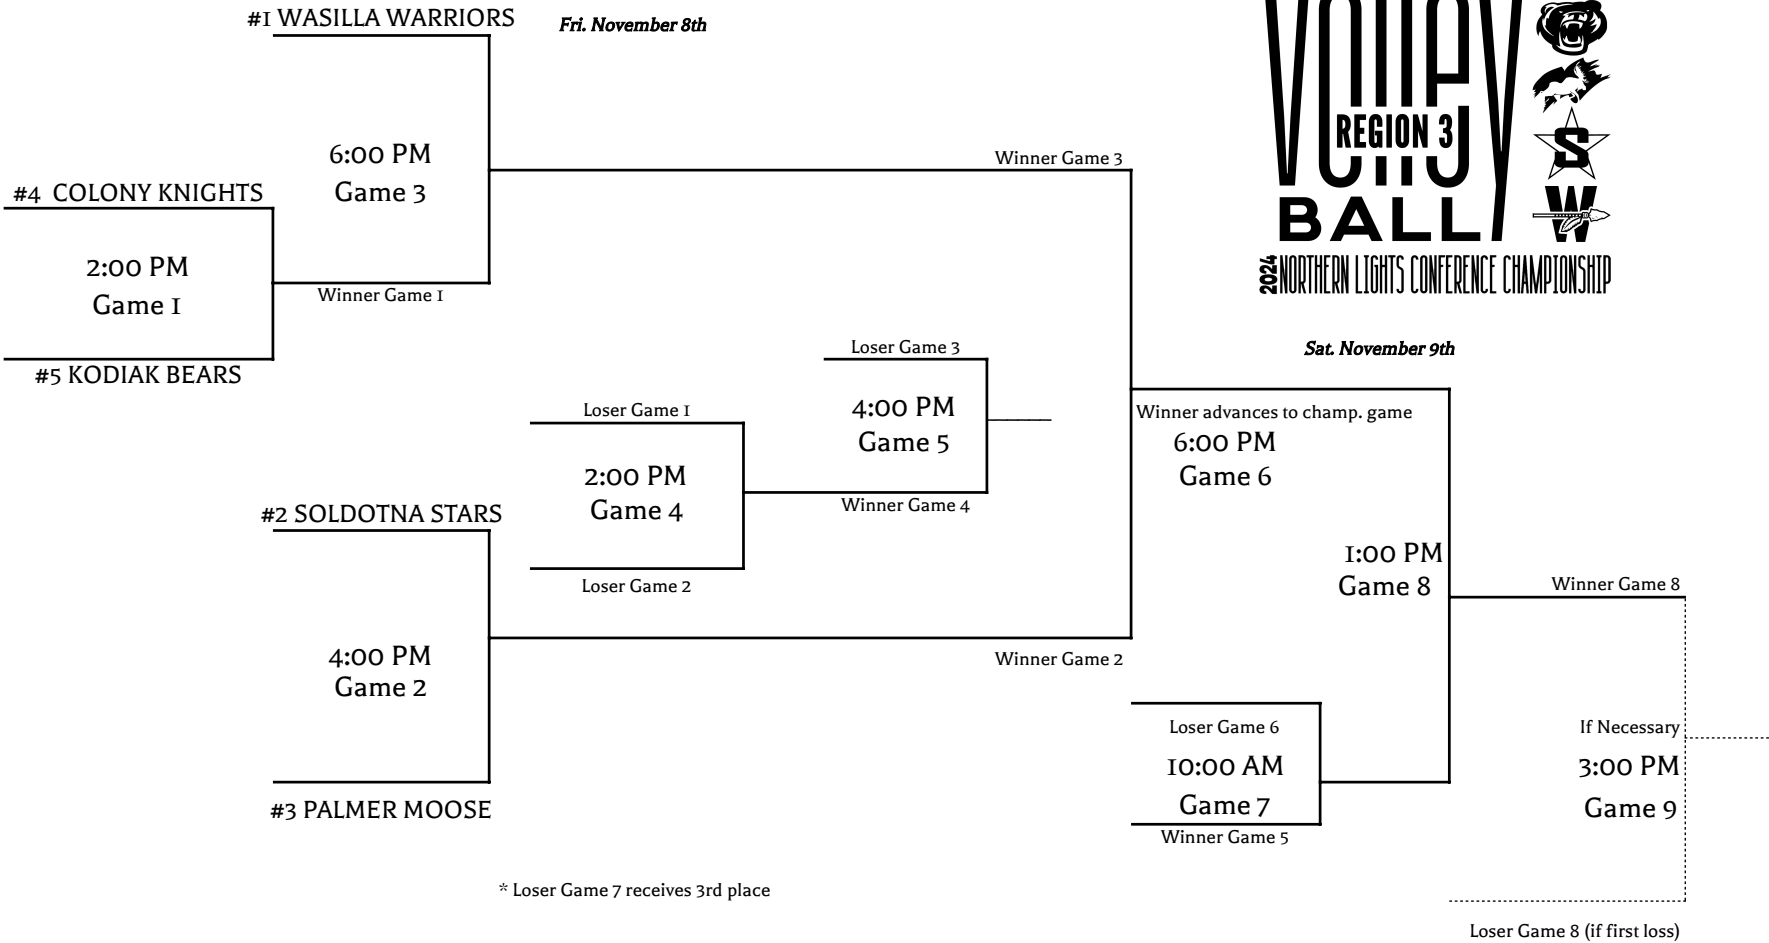 #1 WASILLA WARRIORS
Fri. November 8th
VOLLEY
REGION 3
BALL
S
W
2024 NORTHERN LIGHTS CONFERENCE CHAMPIONSHIP
6:00 PM
Game 3
Winner Game 3
#4 COLONY KNIGHTS
2:00 PM
Game 1
Winner Game 1
#5 KODIAK BEARS
Sat. November 9th
Loser Game 3
4:00 PM
Game 5
Winner Game 4
Loser Game 1
2:00 PM
Game 4
Loser Game 2
Winner advances to champ. game
6:00 PM
Game 6
#2 SOLDOTNA STARS
4:00 PM
Game 2
Winner Game 2
#3 PALMER MOOSE
1:00 PM
Game 8
Winner Game 8
Loser Game 6
10:00 AM
Game 7
Winner Game 5
If Necessary
3:00 PM
Game 9
* Loser Game 7 receives 3rd place
Loser Game 8 (if first loss)